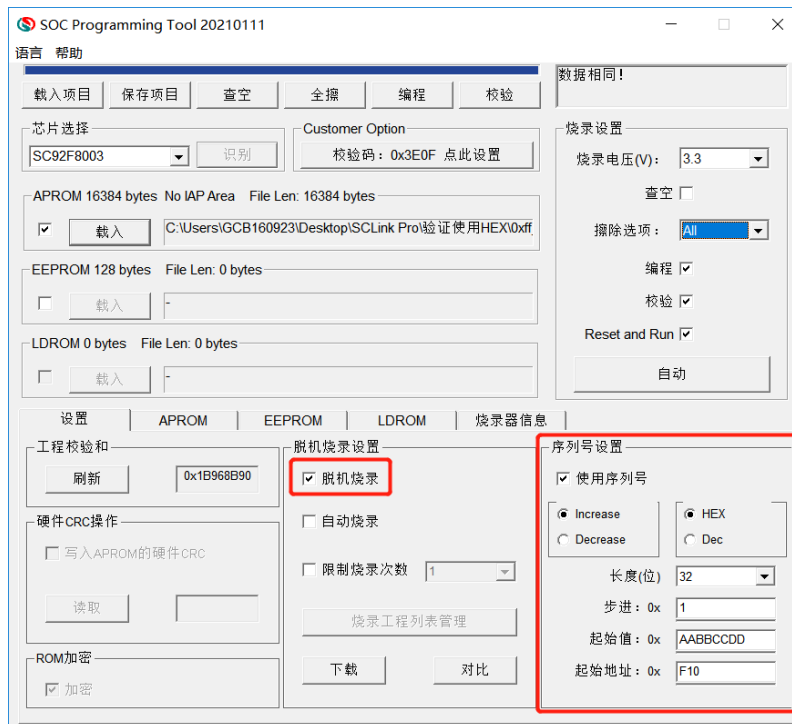 SOC Programming Tool 20210111
语言 帮助
载入项目 保存项目 查空 全擦 编程 校验
数据相同!
芯片选择
SC92F8003 识别
Customer Option
校验码：0x3E0F 点此设置
APROM 16384 bytes No IAP Area File Len: 16384 bytes
载入 C:\Users\GCB160923\Desktop\SCLink Pro\验证使用HEX\0xff
EEPROM 128 bytes File Len: 0 bytes
载入 -
LDROM 0 bytes File Len: 0 bytes
载入 -
烧录设置
烧录电压(V)： 3.3
查空
擦除选项： All
编程
校验
Reset and Run
自动
设置 APROM EEPROM LDROM 烧录器信息
工程校验和
刷新 0x1B968B90
硬件CRC操作
写入APROM的硬件CRC
读取
ROM加密
加密
脱机烧录设置
脱机烧录
自动烧录
限制烧录次数 1
烧录工程列表管理
下载 对比
序列号设置
使用序列号
Increase HEX
Decrease Dec
长度(位) 32
步进：0x 1
起始值：0x AABBCCDD
起始地址：0x F10